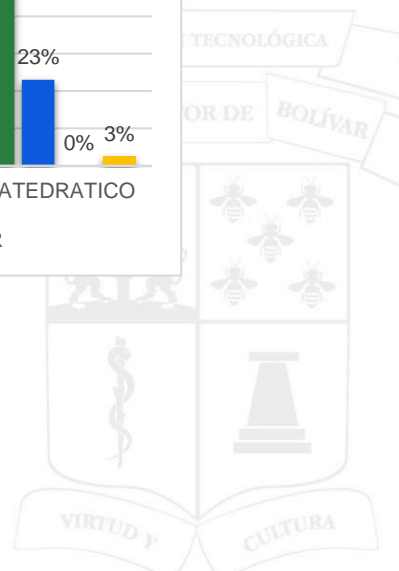 TECNOLÓGICA
23%
OR DE BOLÍVAR
0% 3%
ATEDRATICO
R
VIRTUD Y CULTURA